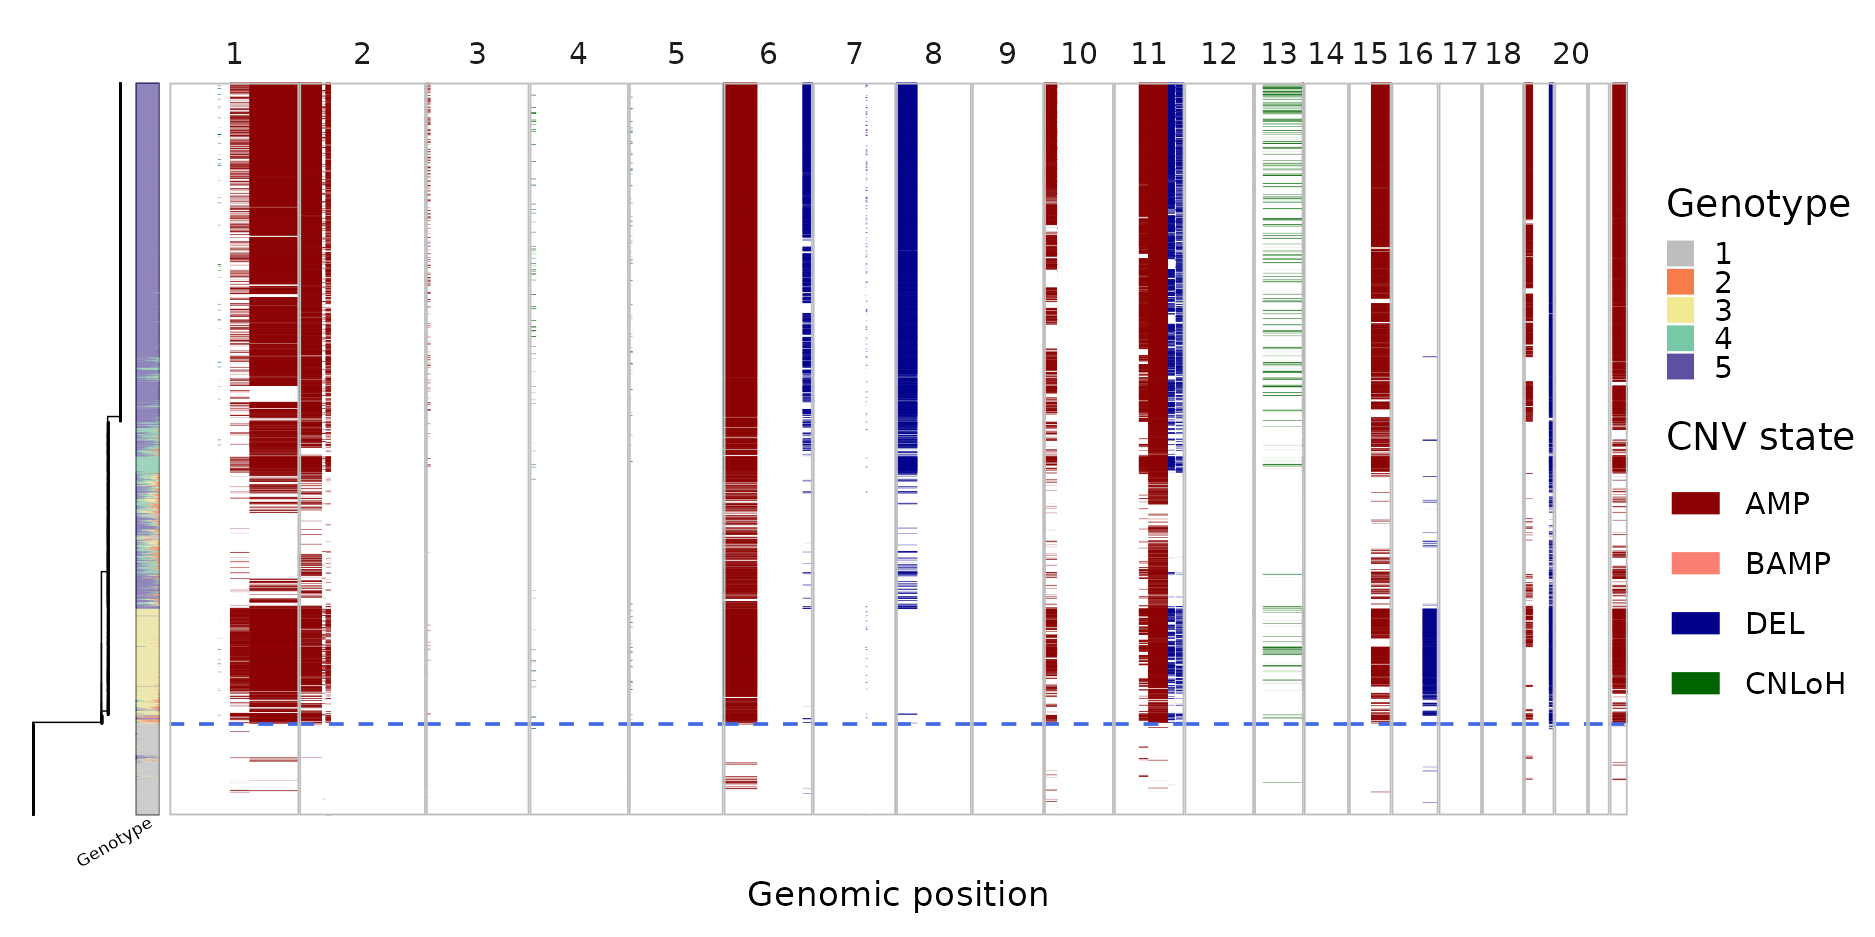 1 2 3 4 5 6 7 8 9 10 11 12 13 14 15 16 17 18 20
Genotype
1
2
3
4
5
CNV state
AMP
BAMP
DEL
CNLoH
Genotype
Genomic position